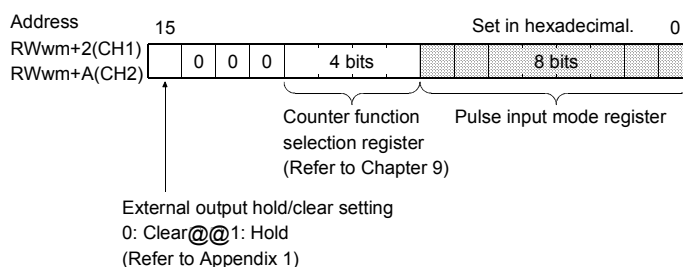 Address
15
Set in hexadecimal.
0
RWwm+2(CH1)
RWwm+A(CH2)
0 0 0 4 bits 8 bits
Counter function
selection register
(Refer to Chapter 9)
Pulse input mode register
External output hold/clear setting
0: Clear@@1: Hold
(Refer to Appendix 1)